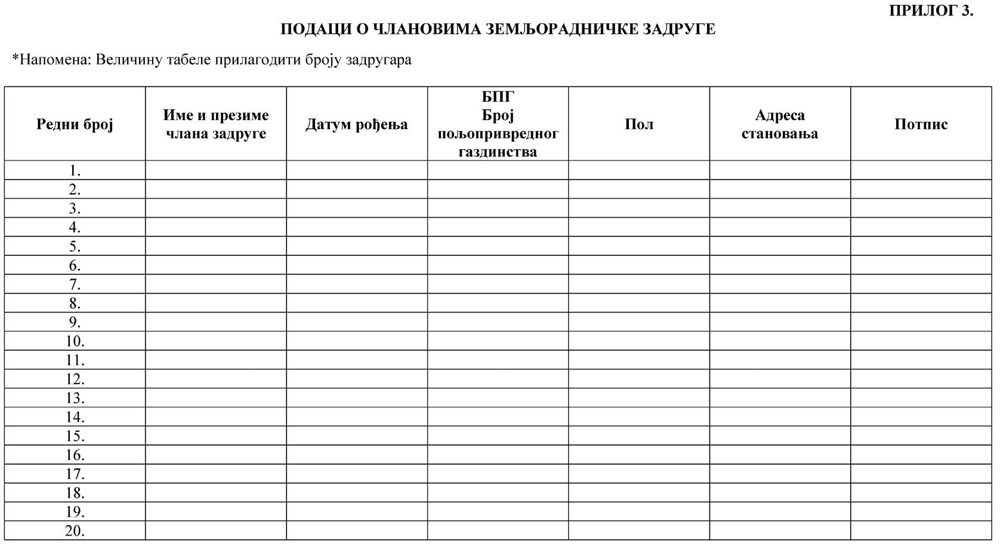 ПРИЛОГ 3.
ПОДАЦИ О ЧЛАНОВИМА ЗЕМЉОРАДНИЧКЕ ЗАДРУГЕ
*Напомена: Величину табеле прилагодити броју задругара
Редни број
Име и презиме
члана задруге
Датум рођења
БПГ
Број
пољопривредног
газдинства
Пол
Адреса
становања
Потпис
1.
2.
3.
4.
5.
6.
7.
8.
9.
10.
11.
12.
13.
14.
15.
16.
17.
18.
19.
20.